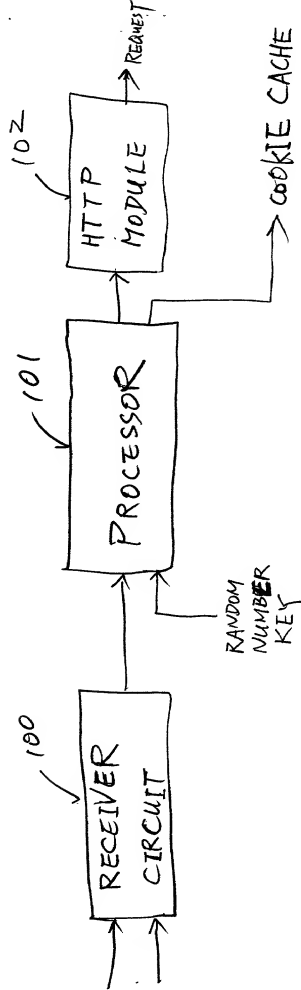 100
RECEIVER
CIRCUIT
RANDOM
NUMBER
KEY
101
PROCESSOR
102
HTTP
MODULE
REQUEST
COOKIE CACHE